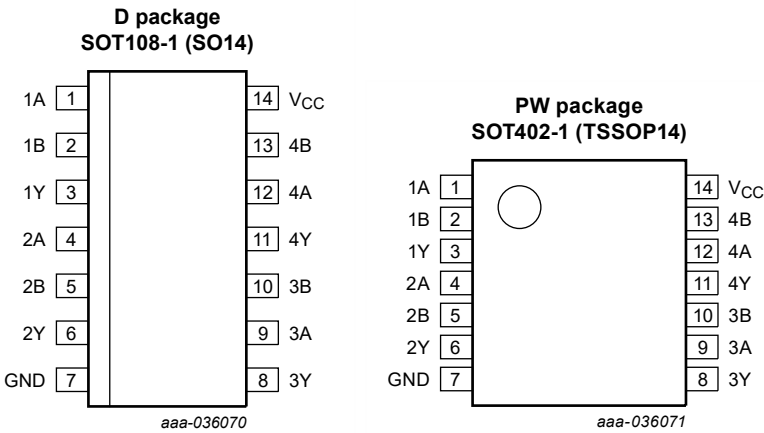 D package
SOT108-1 (SO14)
1A 1 14 VCC
1B 2 13 4B
1Y 3 12 4A
2A 4 11 4Y
2B 5 10 3B
2Y 6 9 3A
GND 7 8 3Y
aaa-036070
PW package
SOT402-1 (TSSOP14)
1A 1 14 VCC
1B 2 13 4B
1Y 3 12 4A
2A 4 11 4Y
2B 5 10 3B
2Y 6 9 3A
GND 7 8 3Y
aaa-036071